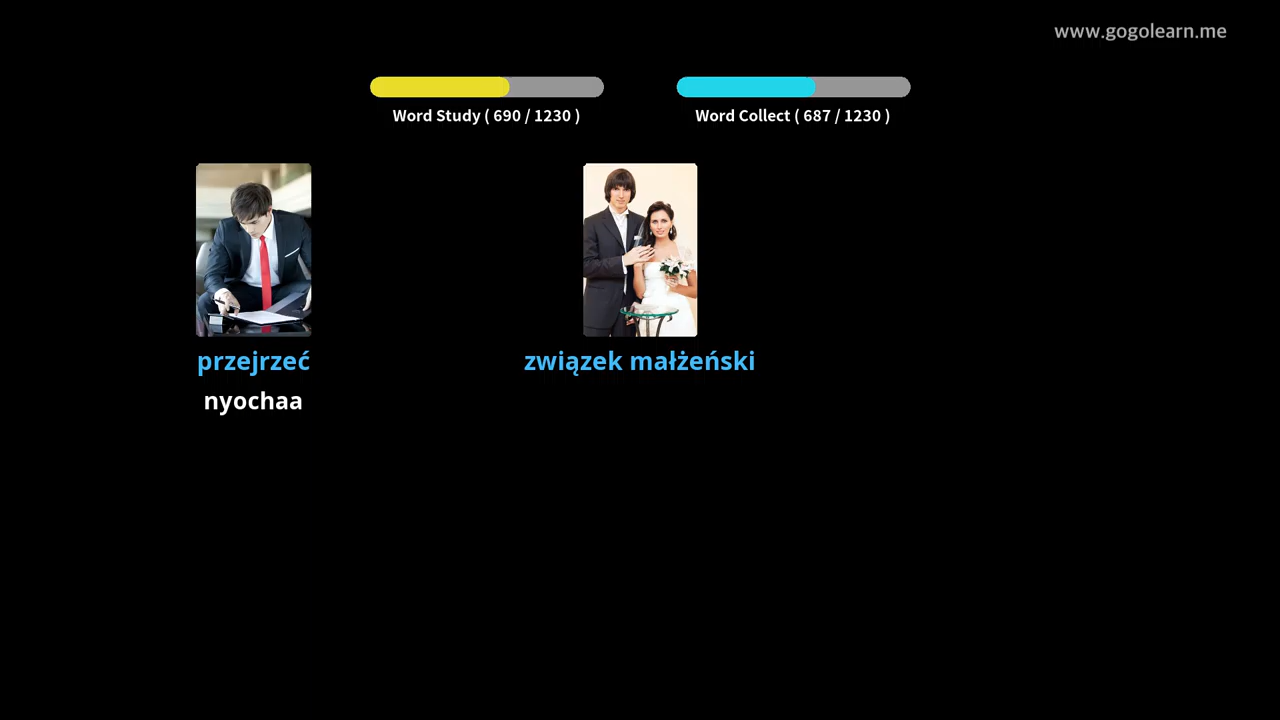 www.gogolearn.me
Word Study ( 690 / 1230 )
Word Collect ( 687 / 1230 )
przejrzeć
związek małżeński
nyochaa